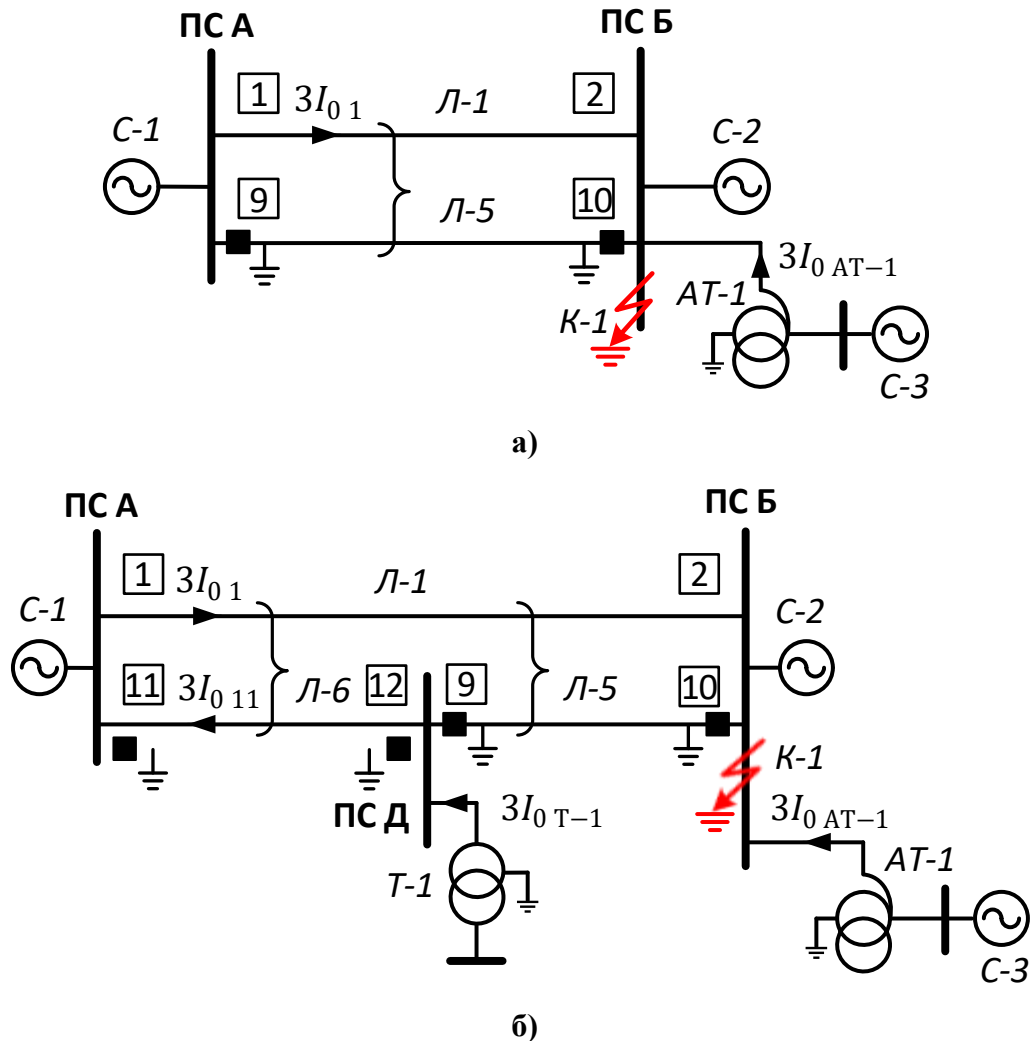 ПС А ПС Б
1 3I0 1 Л-1 2
С-1 С-2
9 Л-5 10
3I0 АТ–1
К-1 АТ-1
С-3
а)
ПС А ПС Б
1 3I0 1 Л-1 2
С-1 С-2
11 3I0 11 Л-6 12 9 Л-5 10
К-1
ПС Д 3I0 Т–1 3I0 АТ–1
Т-1 АТ-1
С-3
б)